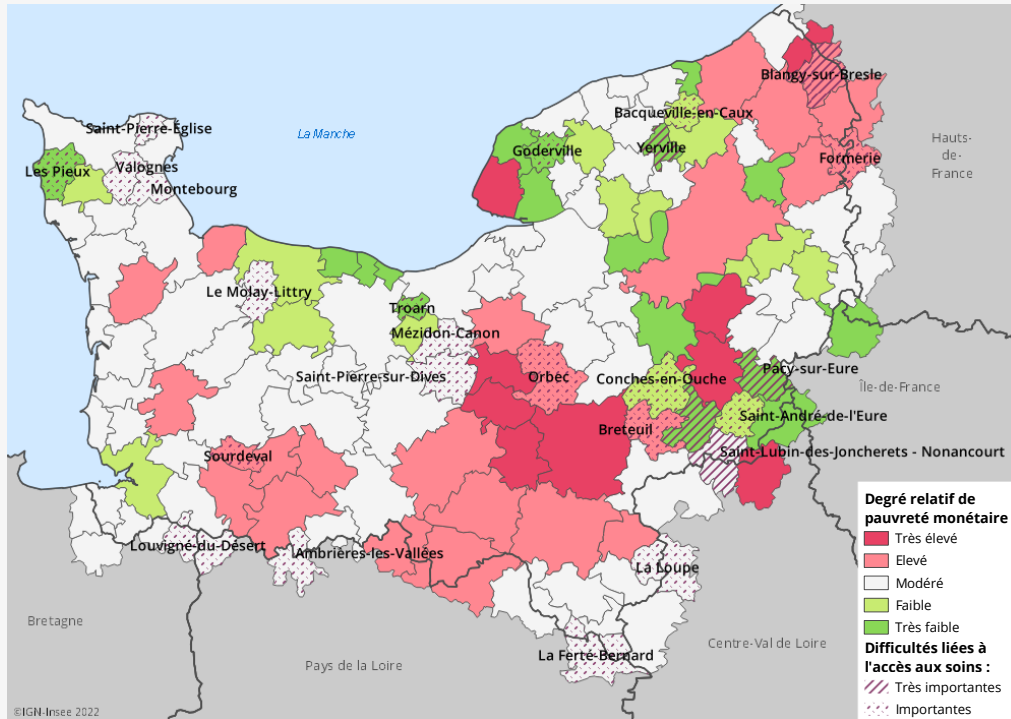 Blangy-sur-Bresle
Bacqueville-en-Caux
Saint-Pierre-Église
La Manche
Hauts-
de-
France
Goderville
Yerville
Formerie
Les Pieux
Valognes
Montebourg
Le Molay-Littry
Troarn
Mézidon-Canon
Saint-Pierre-sur-Dives
Orbec
Conches-en-Ouche
Pacy-sur-Eure
Île-de-France
Saint-André-de-l'Eure
Breteuil
Sourdeval
Saint-Lubin-des-Joncherets - Nonancourt
Louvigné-du-Désert
Ambrières-les-Vallées
La Loupe
Bretagne
Pays de la Loire
La Ferté-Bernard
Centre-Val de Loire
Degré relatif de
pauvreté monétaire
Très élevé
Elevé
Modéré
Faible
Très faible
Difficultés liées à
l'accès aux soins :
Très importantes
Importantes
©IGN-Insee 2022